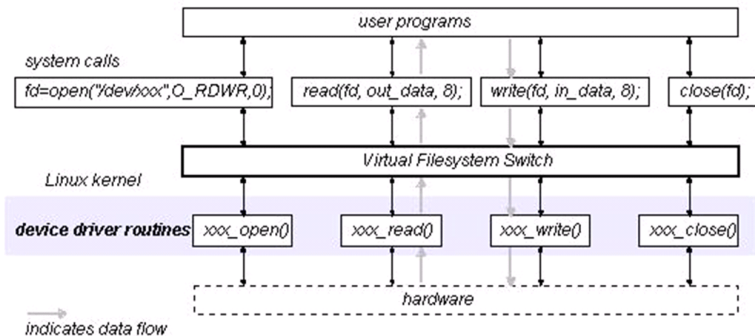 user programs
system calls
fd=open("/dev/xxx",O_RDWR,0);
read(fd, out_data, 8);
write(fd, in_data, 8);
close(fd);
Virtual Filesystem Switch
Linux kernel
device driver routines
xxx_open()
xxx_read()
xxx_write()
xxx_close()
hardware
indicates data flow